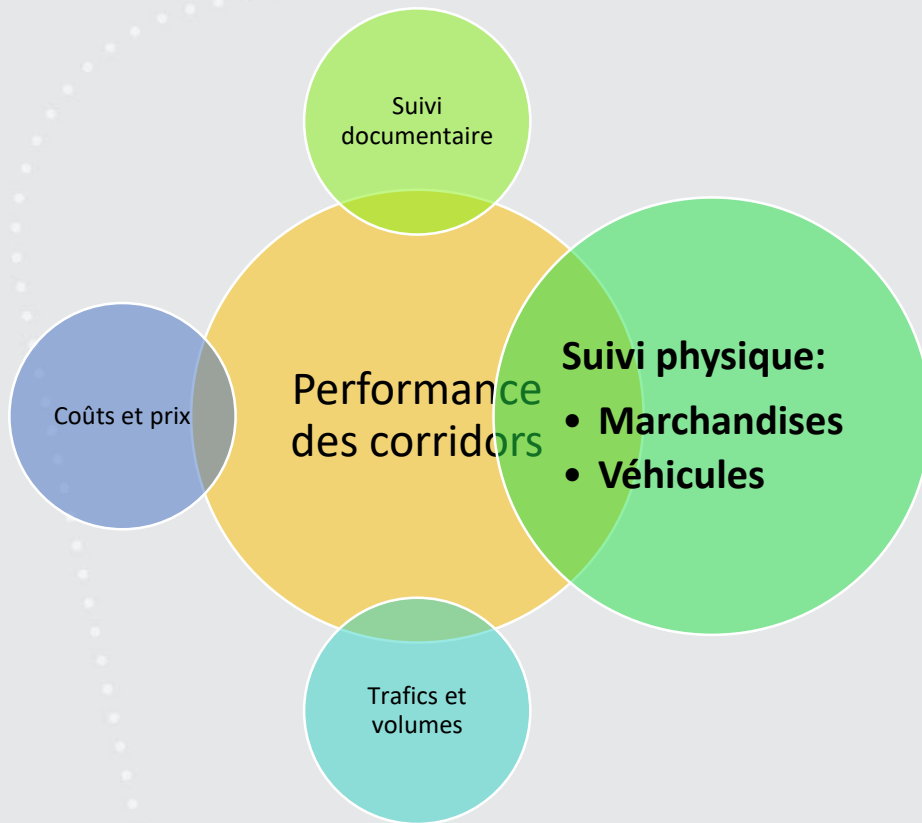 Suivi
documentaire
Coûts et prix
Performance
des corridors
Suivi physique:
• Marchandises
• Véhicules
Trafics et
volumes